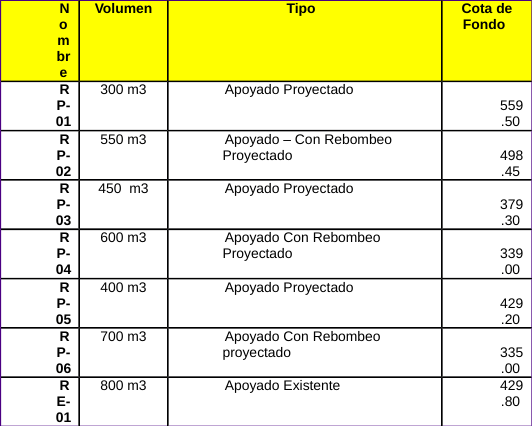 Nombre Volumen Tipo Cota de Fondo
RP-01 300 m3 Apoyado Proyectado 559.50
RP-02 550 m3 Apoyado – Con Rebombeo Proyectado 498.45
RP-03 450 m3 Apoyado Proyectado 379.30
RP-04 600 m3 Apoyado Con Rebombeo Proyectado 339.00
RP-05 400 m3 Apoyado Proyectado 429.20
RP-06 700 m3 Apoyado Con Rebombeo proyectado 335.00
RE-01 800 m3 Apoyado Existente 429.80